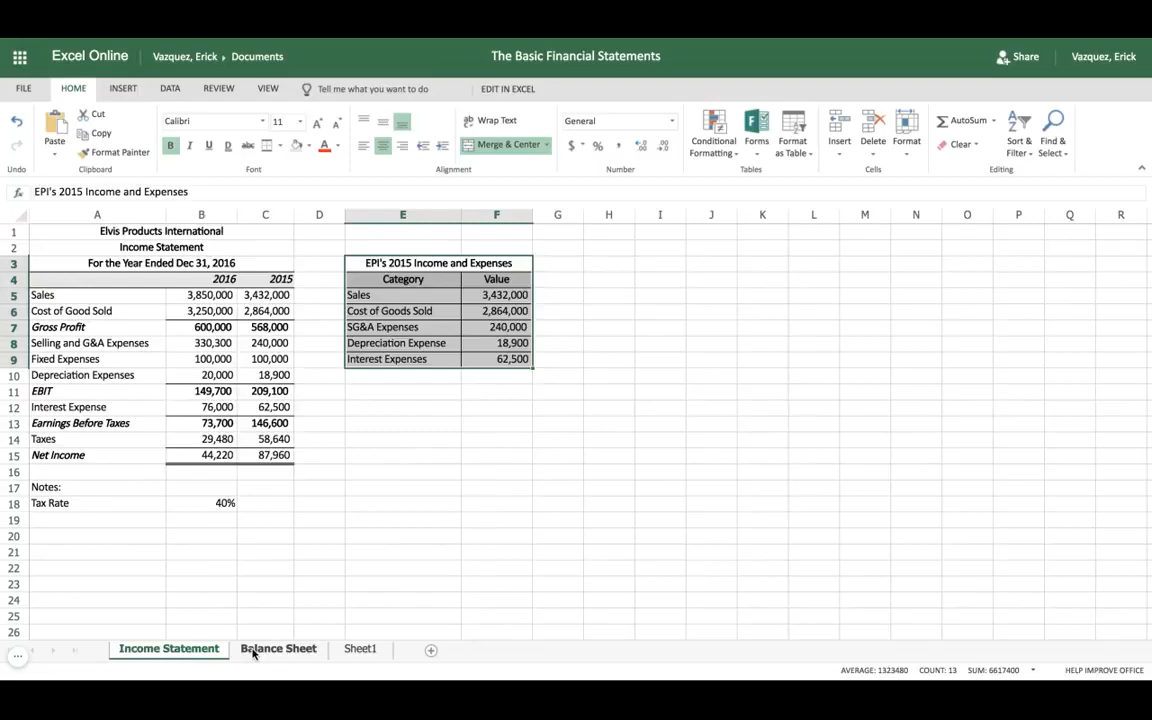 Excel Online Vazquez, Erick ▸ Documents The Basic Financial Statements Share Vazquez, Erick
FILE HOME INSERT DATA REVIEW VIEW Tell me what you want to do EDIT IN EXCEL
Cut
Copy
Format Painter
Paste
Calibri 11
Wrap Text
Merge & Center
General
Conditional Formatting
Forms
Format as Table
Insert
Delete
Format
AutoSum
Clear
Sort & Filter
Find & Select
Undo Clipboard Font Alignment Number Tables Cells Editing
fx EPI's 2015 Income and Expenses
A B C D E F G H I J K L M N O P Q R
1 Elvis Products International
2 Income Statement
3 For the Year Ended Dec 31, 2016 EPI's 2015 Income and Expenses
4 2016 2015 Category Value
5 Sales 3,850,000 3,432,000 Sales 3,432,000
6 Cost of Good Sold 3,250,000 2,864,000 Cost of Goods Sold 2,864,000
7 Gross Profit 600,000 568,000 SG&A Expenses 240,000
8 Selling and G&A Expenses 330,300 240,000 Depreciation Expense 18,900
9 Fixed Expenses 100,000 100,000 Interest Expenses 62,500
10 Depreciation Expenses 20,000 18,900
11 EBIT 149,700 209,100
12 Interest Expense 76,000 62,500
13 Earnings Before Taxes 73,700 146,600
14 Taxes 29,480 58,640
15 Net Income 44,220 87,960
16
17 Notes:
18 Tax Rate 40%
19
20
21
22
23
24
25
26
Income Statement Balance Sheet Sheet1
AVERAGE: 1323480 COUNT: 13 SUM: 6617400 HELP IMPROVE OFFICE